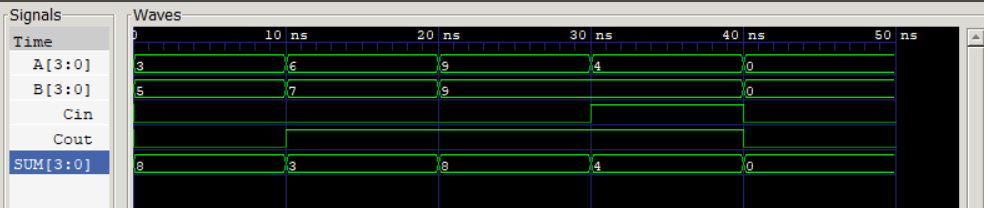 Signals Waves
Time 0 10 ns 20 ns 30 ns 40 ns 50 ns
A[3:0] 3 6 9 4 0
B[3:0] 5 7 9 0
Cin
Cout
SUM[3:0] 8 3 8 4 0